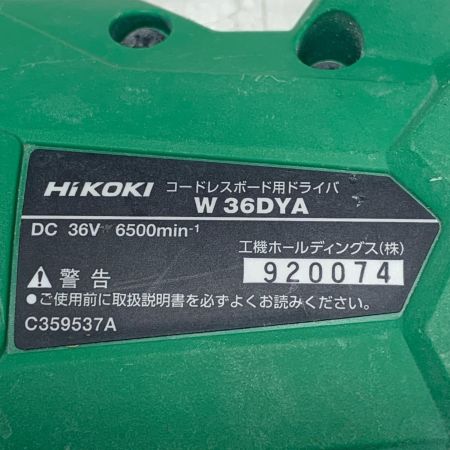 HiKOKI コードレスボード用ドライバ
W 36DYA
DC 36V 6500min-1
工機ホールディングス(株)
920074
⚠警告
●ご使用前に取扱説明書を必ずよくお読みください。
C359537A